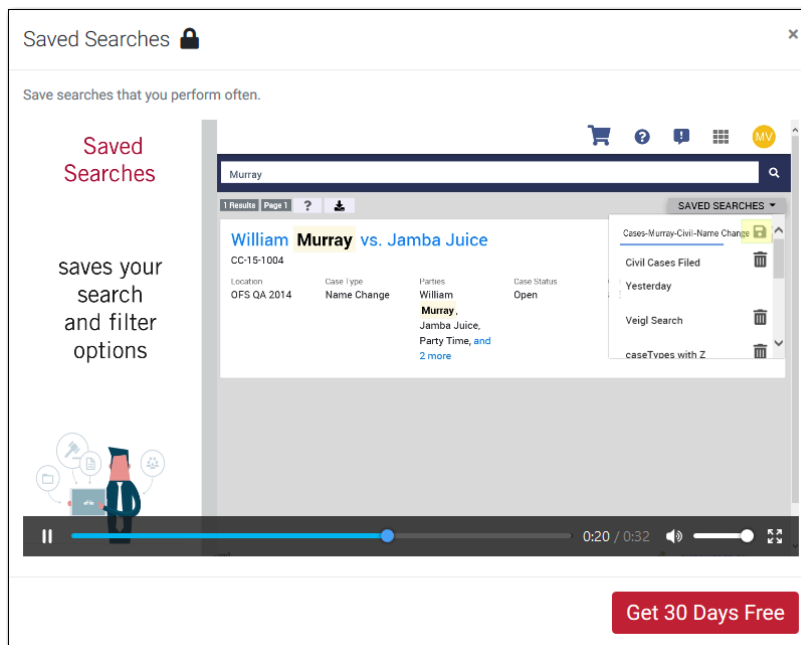 Saved Searches
×
Save searches that you perform often.
Saved
Searches
saves your
search
and filter
options
MV
Murray
1 Results Page 1 ?
SAVED SEARCHES
William Murray vs. Jamba Juice
CC-15-1004
Location
OFS QA 2014
Case Type
Name Change
Parties
William
Murray,
Jamba Juice,
Party Time, and
2 more
Case Status
Open
Cases-Murray-Civil-Name Change
Civil Cases Filed
Yesterday
Veigl Search
caseTypes with Z
0:20 / 0:32
Get 30 Days Free